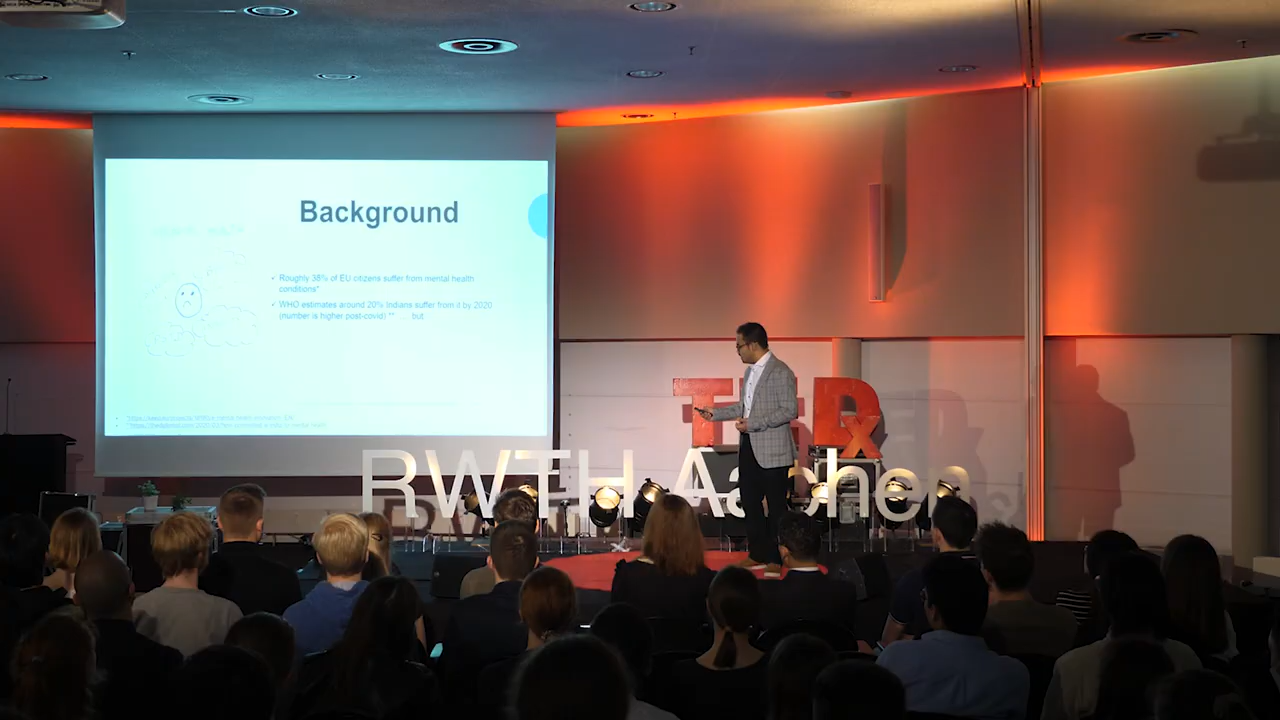 Background
✓ Roughly 38% of EU citizens suffer from mental health
conditions*
✓ WHO estimates around 20% Indians suffer from it by 2020
(number is higher post-covid) ** ... but
TEDx
RWTH Aachen